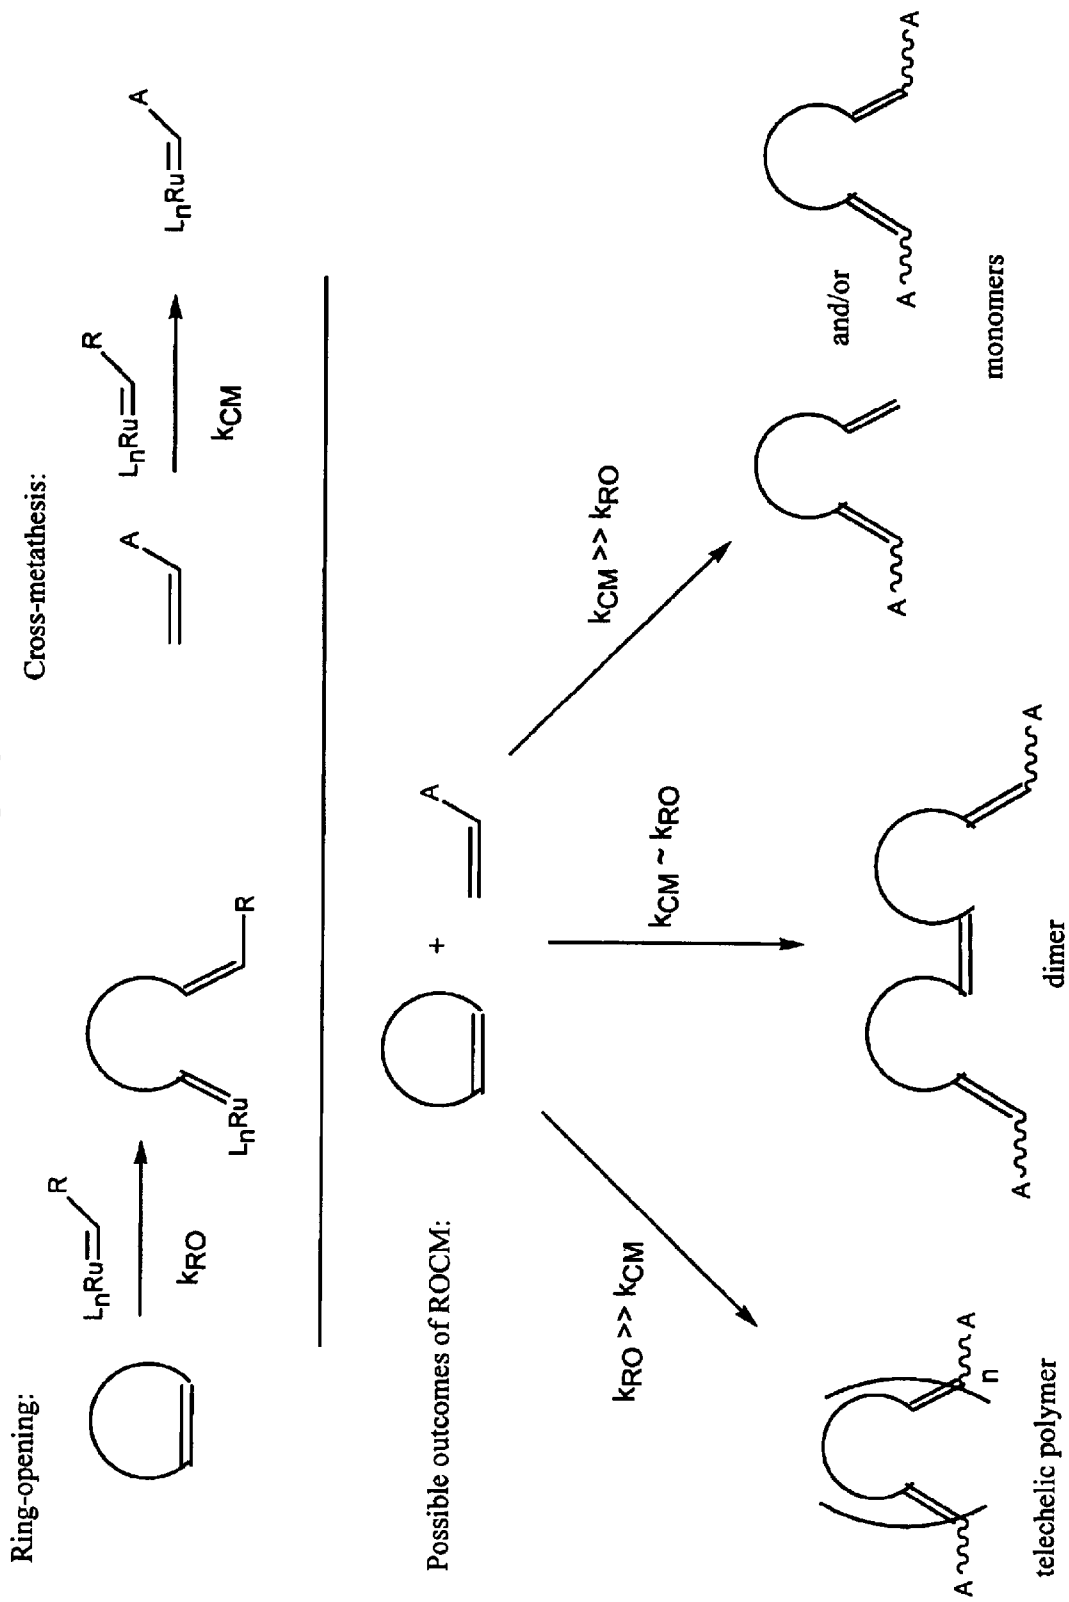 Ring-opening:
LnRu
R
kRO
LnRu
R
Cross-metathesis:
A
LnRu
R
kCM
LnRu
A
Possible outcomes of ROCM:
+
A
kRO >> kCM
kCM ~ kRO
kCM >> kRO
A
n
A
telechelic polymer
A
A
dimer
A
and/or
A
A
monomers